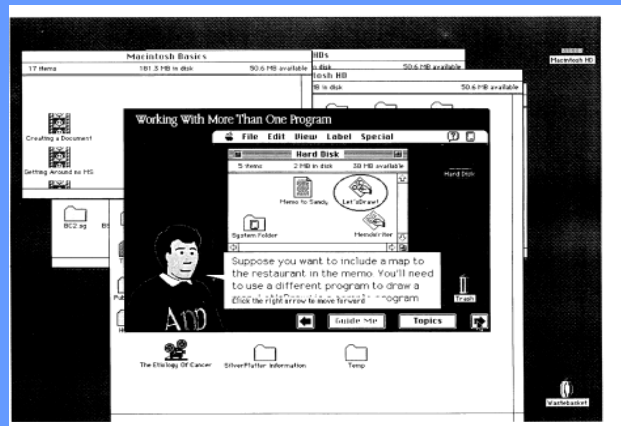 Macintosh Basics
17 items
181.3 MB in disk
50.6 MB available
HDs
50.6 MB available
tosh HD
MB in disk
50.6 MB available
Macintosh HD
Creating a Document
Getting Around no MS
BC2.sg
Working With More Than One Program
File Edit View Label Special
Hard Disk
5 items
2 MB in disk
38 MB available
Memo to Sandy
Let'sDraw!
System Folder
MemoWriter
Hard Disk
Trash
Suppose you want to include a map to
the restaurant in the memo. You'll need
to use a different program to draw a
Click the right arrow to move forward
Guide Me
Topics
The Etiology Of Cancer
SilverPlatter Information
Temp
Wastebasket